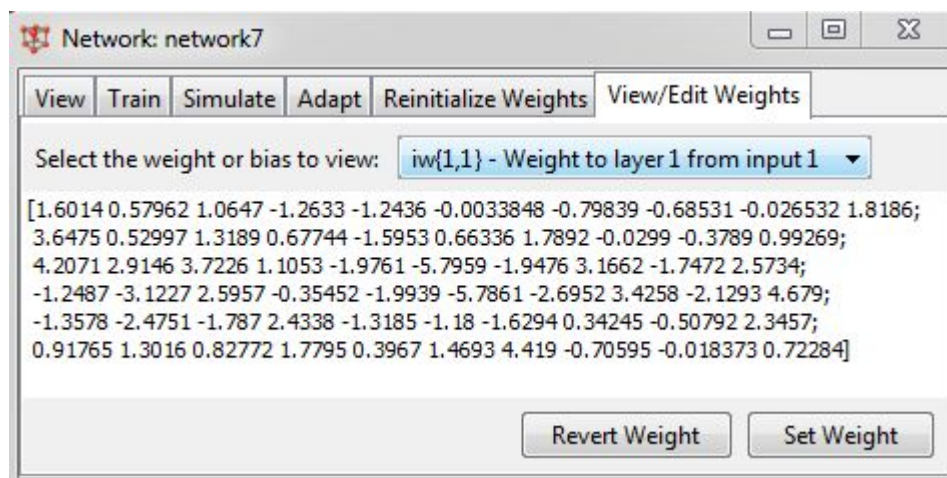 Network: network7
View Train Simulate Adapt Reinitialize Weights View/Edit Weights
Select the weight or bias to view: iw{1,1} - Weight to layer 1 from input 1
[1.6014 0.57962 1.0647 -1.2633 -1.2436 -0.0033848 -0.79839 -0.68531 -0.026532 1.8186;
3.6475 0.52997 1.3189 0.67744 -1.5953 0.66336 1.7892 -0.0299 -0.3789 0.99269;
4.2071 2.9146 3.7226 1.1053 -1.9761 -5.7959 -1.9476 3.1662 -1.7472 2.5734;
-1.2487 -3.1227 2.5957 -0.35452 -1.9939 -5.7861 -2.6952 3.4258 -2.1293 4.679;
-1.3578 -2.4751 -1.787 2.4338 -1.3185 -1.18 -1.6294 0.34245 -0.50792 2.3457;
0.91765 1.3016 0.82772 1.7795 0.3967 1.4693 4.419 -0.70595 -0.018373 0.72284]
Revert Weight Set Weight